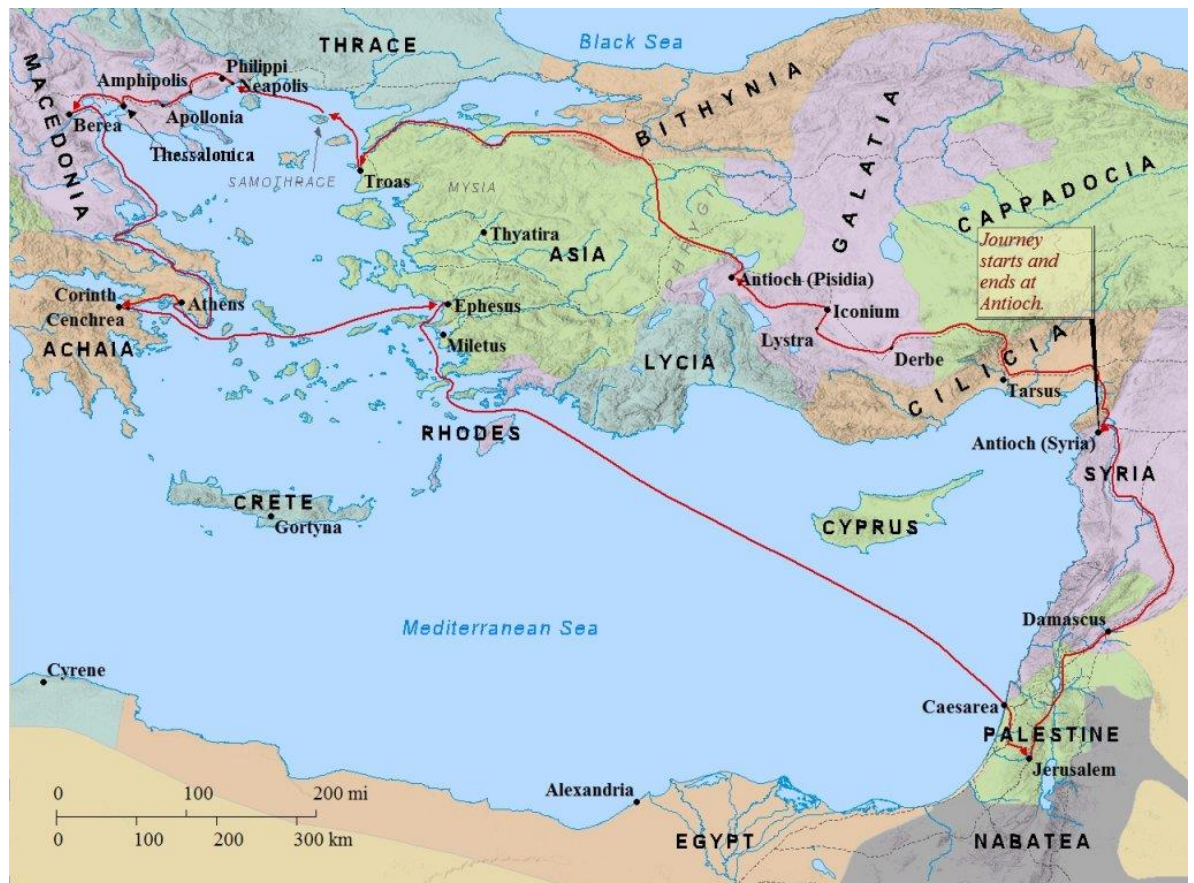 THRACE
Black Sea
MACEDONIA
Amphipolis
Philippi
Neapolis
Berea
Apollonia
Thessalonica
SAMOTHRACE
Troas
MYSIA
BITHYNIA
PONTUS
GALATIA
CAPPADOCIA
Journey
starts and
ends at
Antioch.
Thyatira
ASIA
PHRYG
Antioch (Pisidia)
Corinth
Cenchrea
Athens
Ephesus
Iconium
ACHAIA
Miletus
Lystra
Derbe
LYCIA
CILICIA
Tarsus
RHODES
Antioch (Syria)
SYRIA
CRETE
Gortyna
CYPRUS
Mediterranean Sea
Damascus
Cyrene
Caesarea
PALESTINE
Jerusalem
Alexandria
EGYPT
NABATEA
0 100 200 mi
0 100 200 300 km